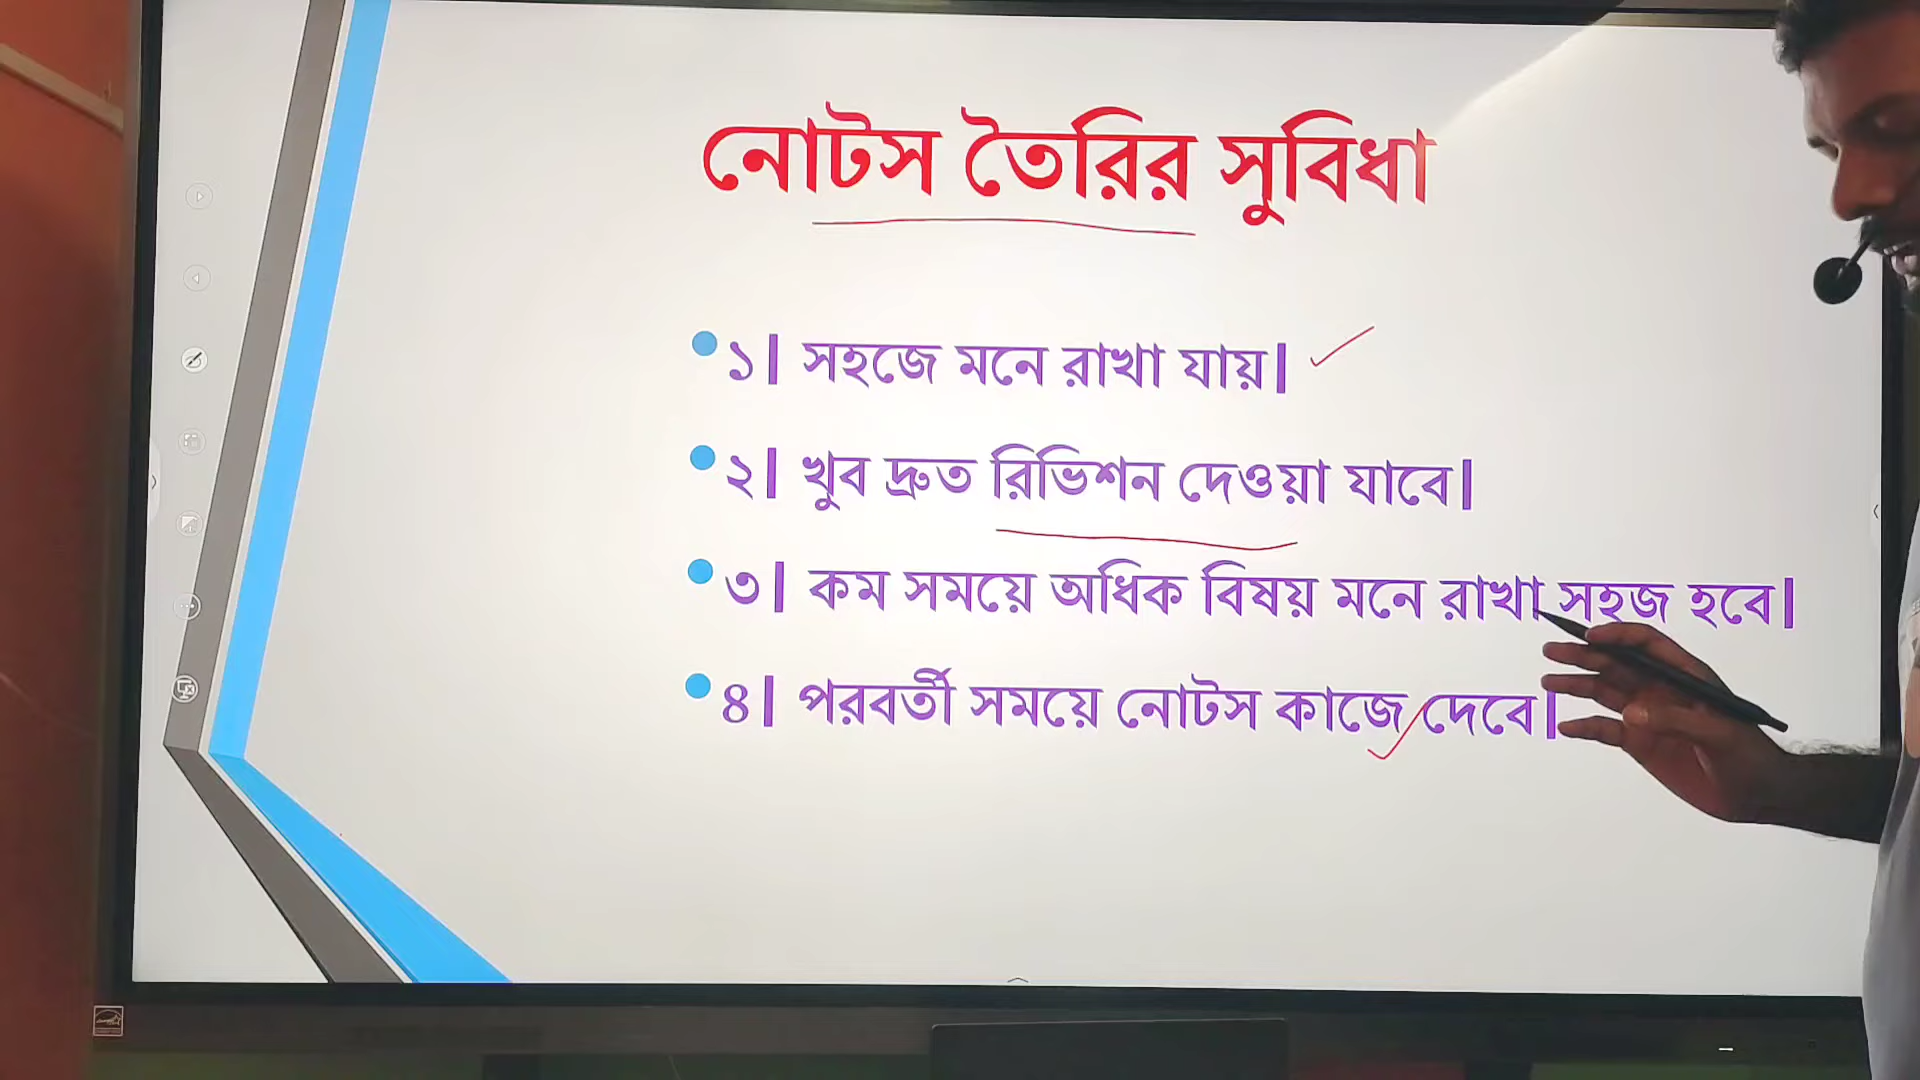 নোটস তৈরির সুবিধা
১। সহজে মনে রাখা যায়।
২। খুব দ্রুত রিভিশন দেওয়া যাবে।
৩। কম সময়ে অধিক বিষয় মনে রাখা সহজ হবে।
৪। পরবর্তী সময়ে নোটস কাজে দেবে।